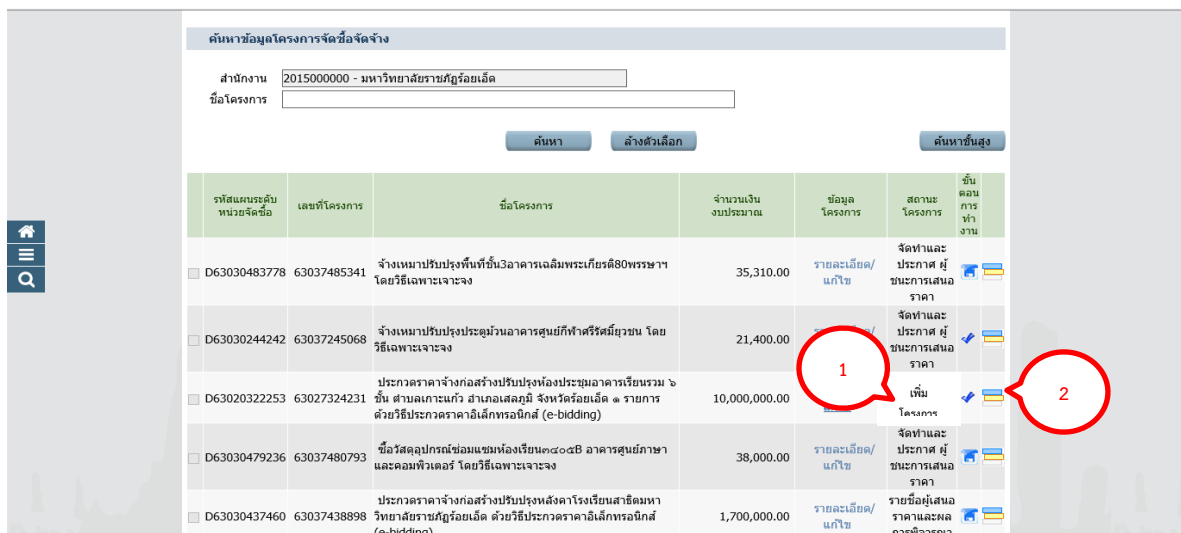 ค้นหาข้อมูลโครงการจัดซื้อจัดจ้าง
สำนักงาน 2015000000 - มหาวิทยาลัยราชภัฏร้อยเอ็ด
ชื่อโครงการ
ค้นหา ล้างตัวเลือก ค้นหาขั้นสูง
รหัสแผนระดับ
หน่วยจัดซื้อ
เลขที่โครงการ
ชื่อโครงการ
จำนวนเงิน
งบประมาณ
ข้อมูล
โครงการ
สถานะ
โครงการ
ขั้น
ตอน
การ
ทำ
งาน
D63030483778 63037485341
จ้างเหมาปรับปรุงพื้นที่ชั้น3อาคารเฉลิมพระเกียรติ80พรรษาฯ
โดยวิธีเฉพาะเจาะจง
35,310.00
รายละเอียด/
แก้ไข
จัดทำและ
ประกาศ ผู้
ชนะการเสนอ
ราคา
D63030244242 63037245068
จ้างเหมาปรับปรุงประตูม้วนอาคารศูนย์กีฬาศรีรัศมิ์ยุวชน โดย
วิธีเฉพาะเจาะจง
21,400.00
จัดทำและ
ประกาศ ผู้
ชนะการเสนอ
ราคา
1
D63020322253 63027324231
ประกวดราคาจ้างก่อสร้างปรับปรุงห้องประชุมอาคารเรียนรวม ๖
ชั้น ตำบลเกาะแก้ว อำเภอเสลภูมิ จังหวัดร้อยเอ็ด ๑ รายการ
ด้วยวิธีประกวดราคาอิเล็กทรอนิกส์ (e-bidding)
10,000,000.00
เพิ่ม
โครงการ
2
D63030479236 63037480793
ซื้อวัสดุอุปกรณ์ซ่อมแซมห้องเรียน๓๔๐๕B อาคารศูนย์ภาษา
และคอมพิวเตอร์ โดยวิธีเฉพาะเจาะจง
38,000.00
รายละเอียด/
แก้ไข
จัดทำและ
ประกาศ ผู้
ชนะการเสนอ
ราคา
D63030437460 63037438898
ประกวดราคาจ้างก่อสร้างปรับปรุงหลังคาโรงเรียนสาธิตมหา
วิทยาลัยราชภัฏร้อยเอ็ด ด้วยวิธีประกวดราคาอิเล็กทรอนิกส์
(e-bidding)
1,700,000.00
รายละเอียด/
แก้ไข
รายชื่อผู้เสนอ
ราคาและผล
การพิจารณา